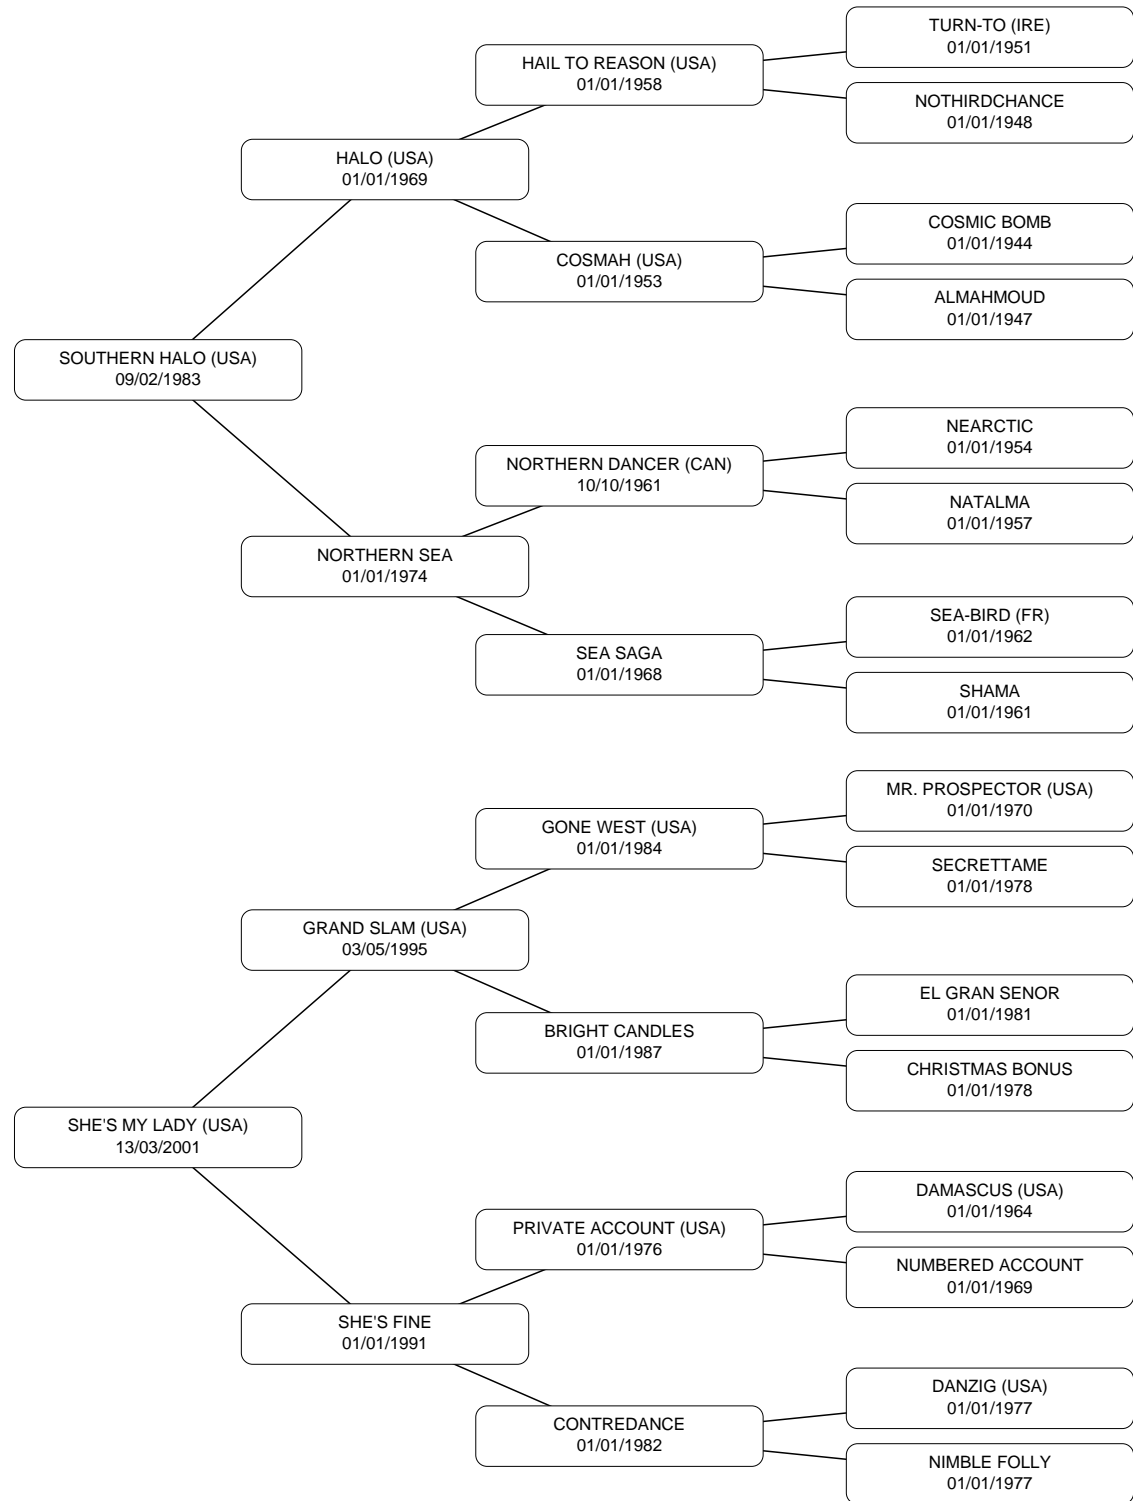 TURN-TO (IRE)
01/01/1951
HAIL TO REASON (USA)
01/01/1958
NOTHIRDCHANCE
01/01/1948
HALO (USA)
01/01/1969
COSMIC BOMB
01/01/1944
COSMAH (USA)
01/01/1953
ALMAHMOUD
01/01/1947
SOUTHERN HALO (USA)
09/02/1983
NEARCTIC
01/01/1954
NORTHERN DANCER (CAN)
10/10/1961
NATALMA
01/01/1957
NORTHERN SEA
01/01/1974
SEA-BIRD (FR)
01/01/1962
SEA SAGA
01/01/1968
SHAMA
01/01/1961
MR. PROSPECTOR (USA)
01/01/1970
GONE WEST (USA)
01/01/1984
SECRETTAME
01/01/1978
GRAND SLAM (USA)
03/05/1995
EL GRAN SENOR
01/01/1981
BRIGHT CANDLES
01/01/1987
CHRISTMAS BONUS
01/01/1978
SHE'S MY LADY (USA)
13/03/2001
DAMASCUS (USA)
01/01/1964
PRIVATE ACCOUNT (USA)
01/01/1976
NUMBERED ACCOUNT
01/01/1969
SHE'S FINE
01/01/1991
DANZIG (USA)
01/01/1977
CONTREDANCE
01/01/1982
NIMBLE FOLLY
01/01/1977